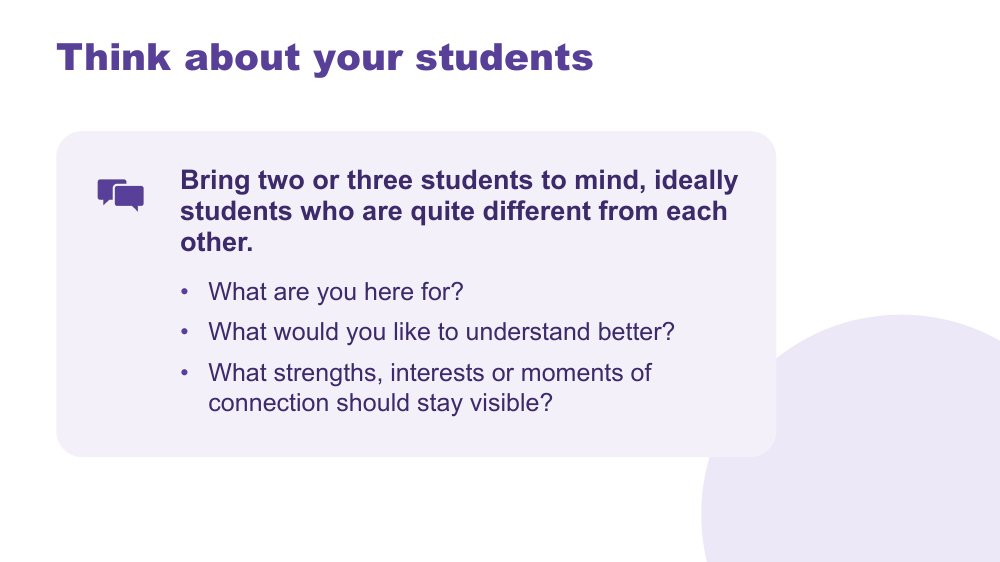 Think about your students
Bring two or three students to mind, ideally
students who are quite different from each
other.
• What are you here for?
• What would you like to understand better?
• What strengths, interests or moments of
connection should stay visible?